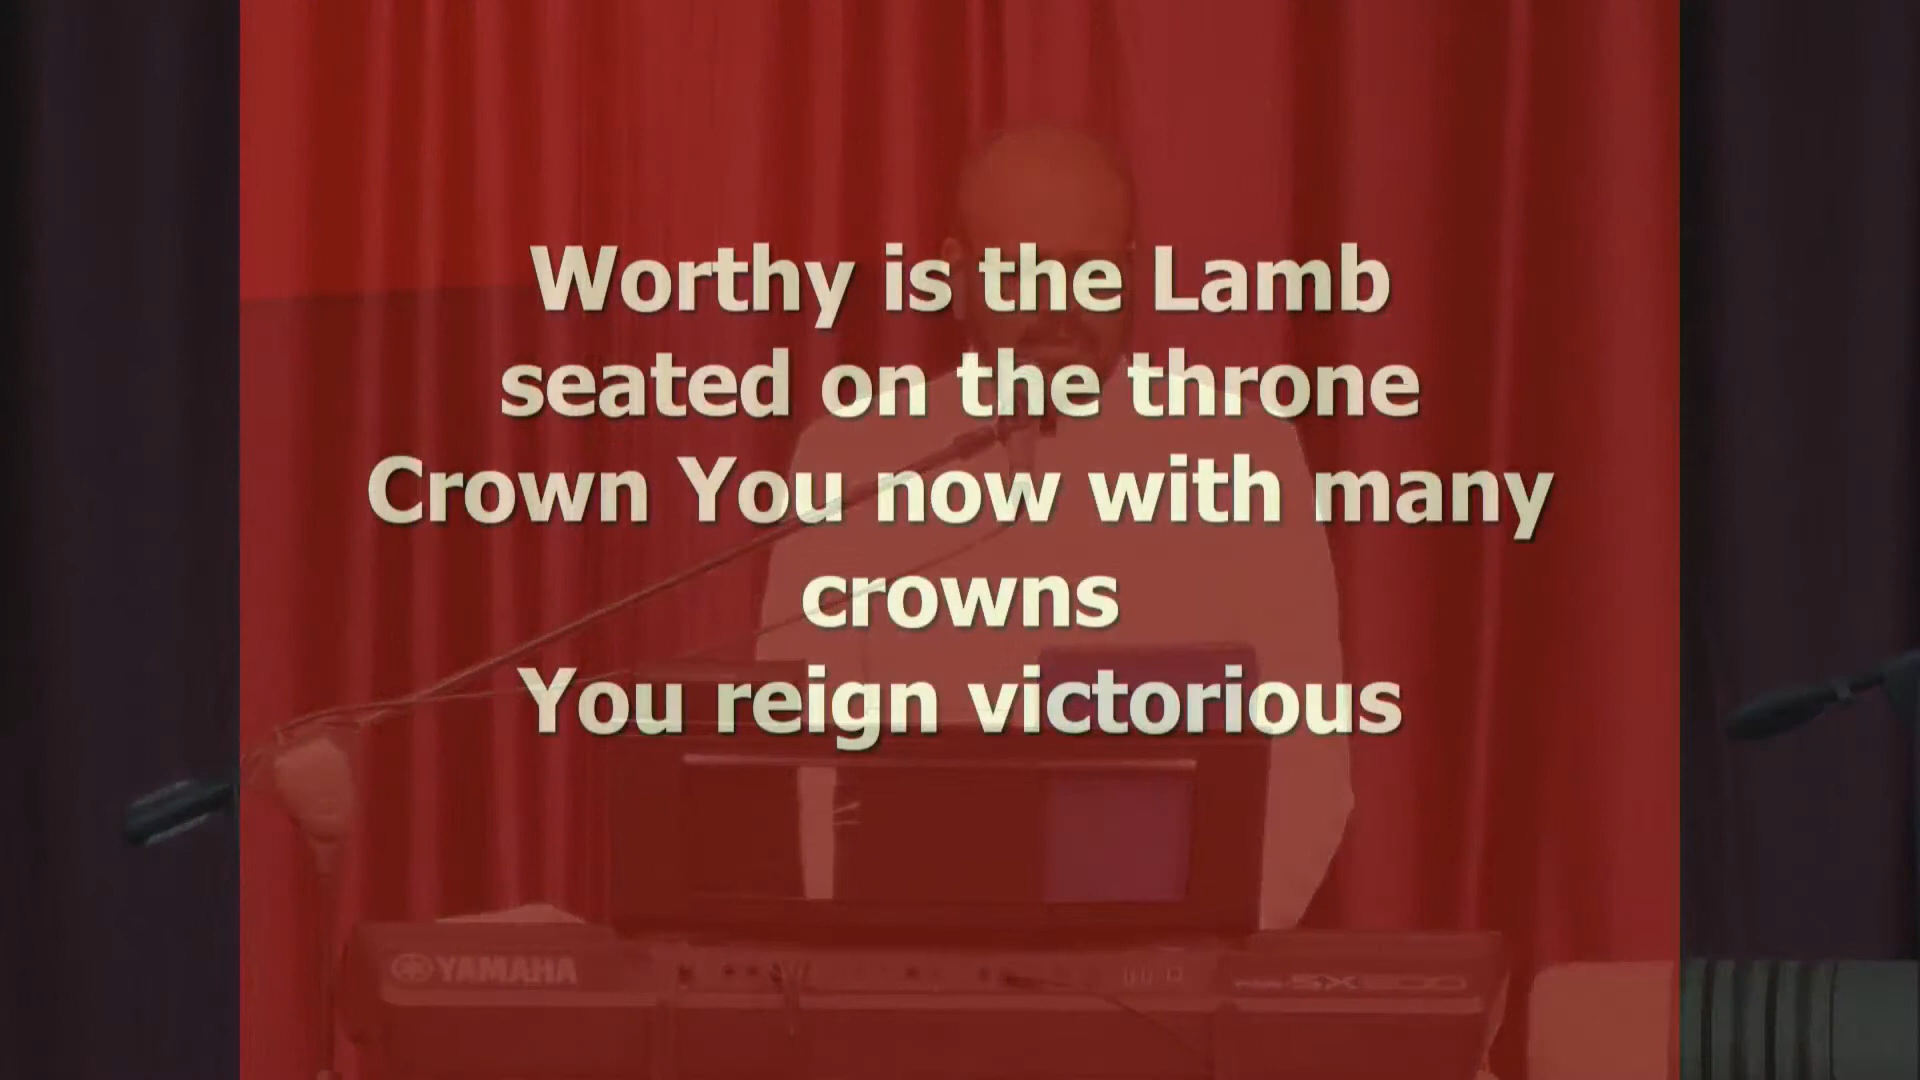 Worthy is the Lamb
seated on the throne
Crown You now with many
crowns
You reign victorious
YAMAHA